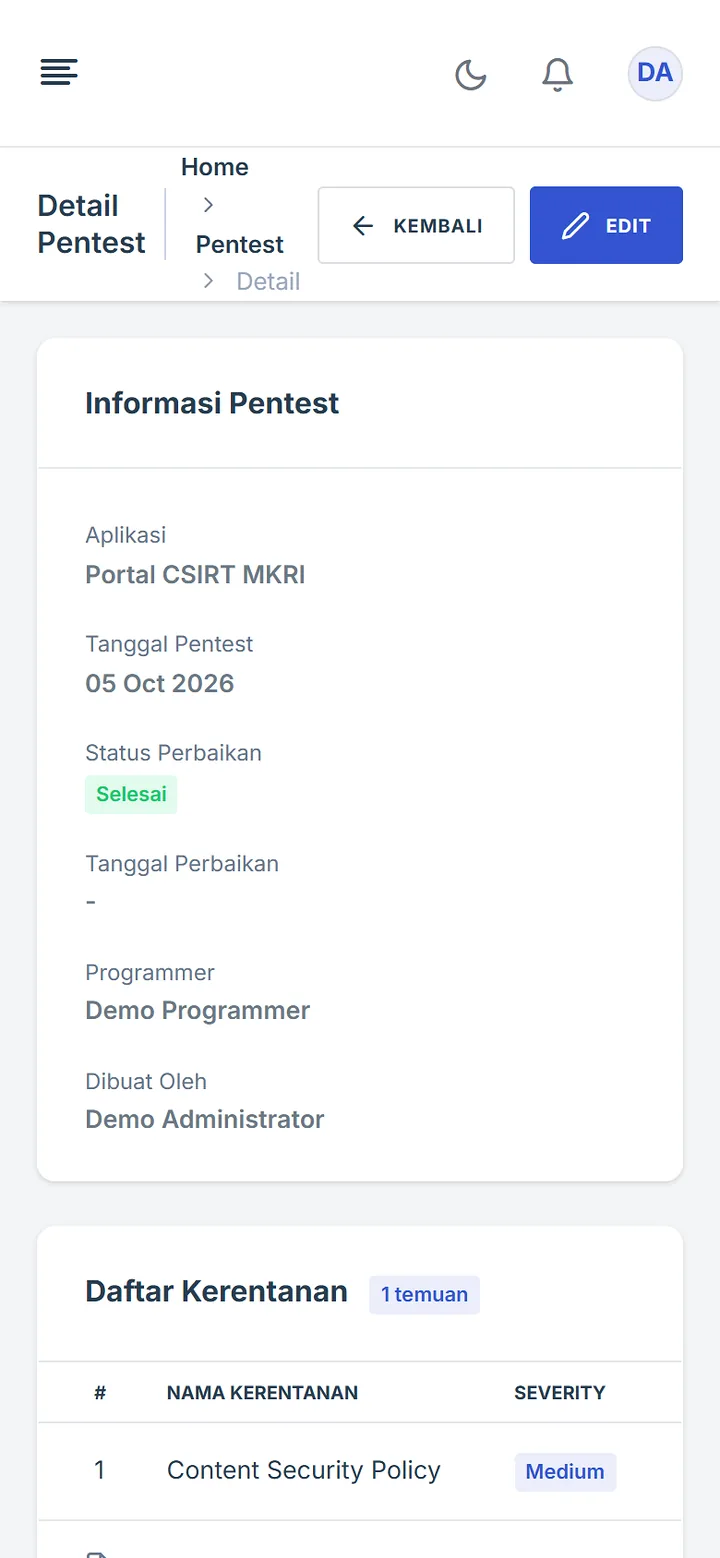 DA
Detail
Pentest
Home
Pentest
Detail
KEMBALI
EDIT
Informasi Pentest
Aplikasi
Portal CSIRT MKRI
Tanggal Pentest
05 Oct 2026
Status Perbaikan
Selesai
Tanggal Perbaikan
-
Programmer
Demo Programmer
Dibuat Oleh
Demo Administrator
Daftar Kerentanan 1 temuan
# NAMA KERENTANAN SEVERITY
1 Content Security Policy Medium